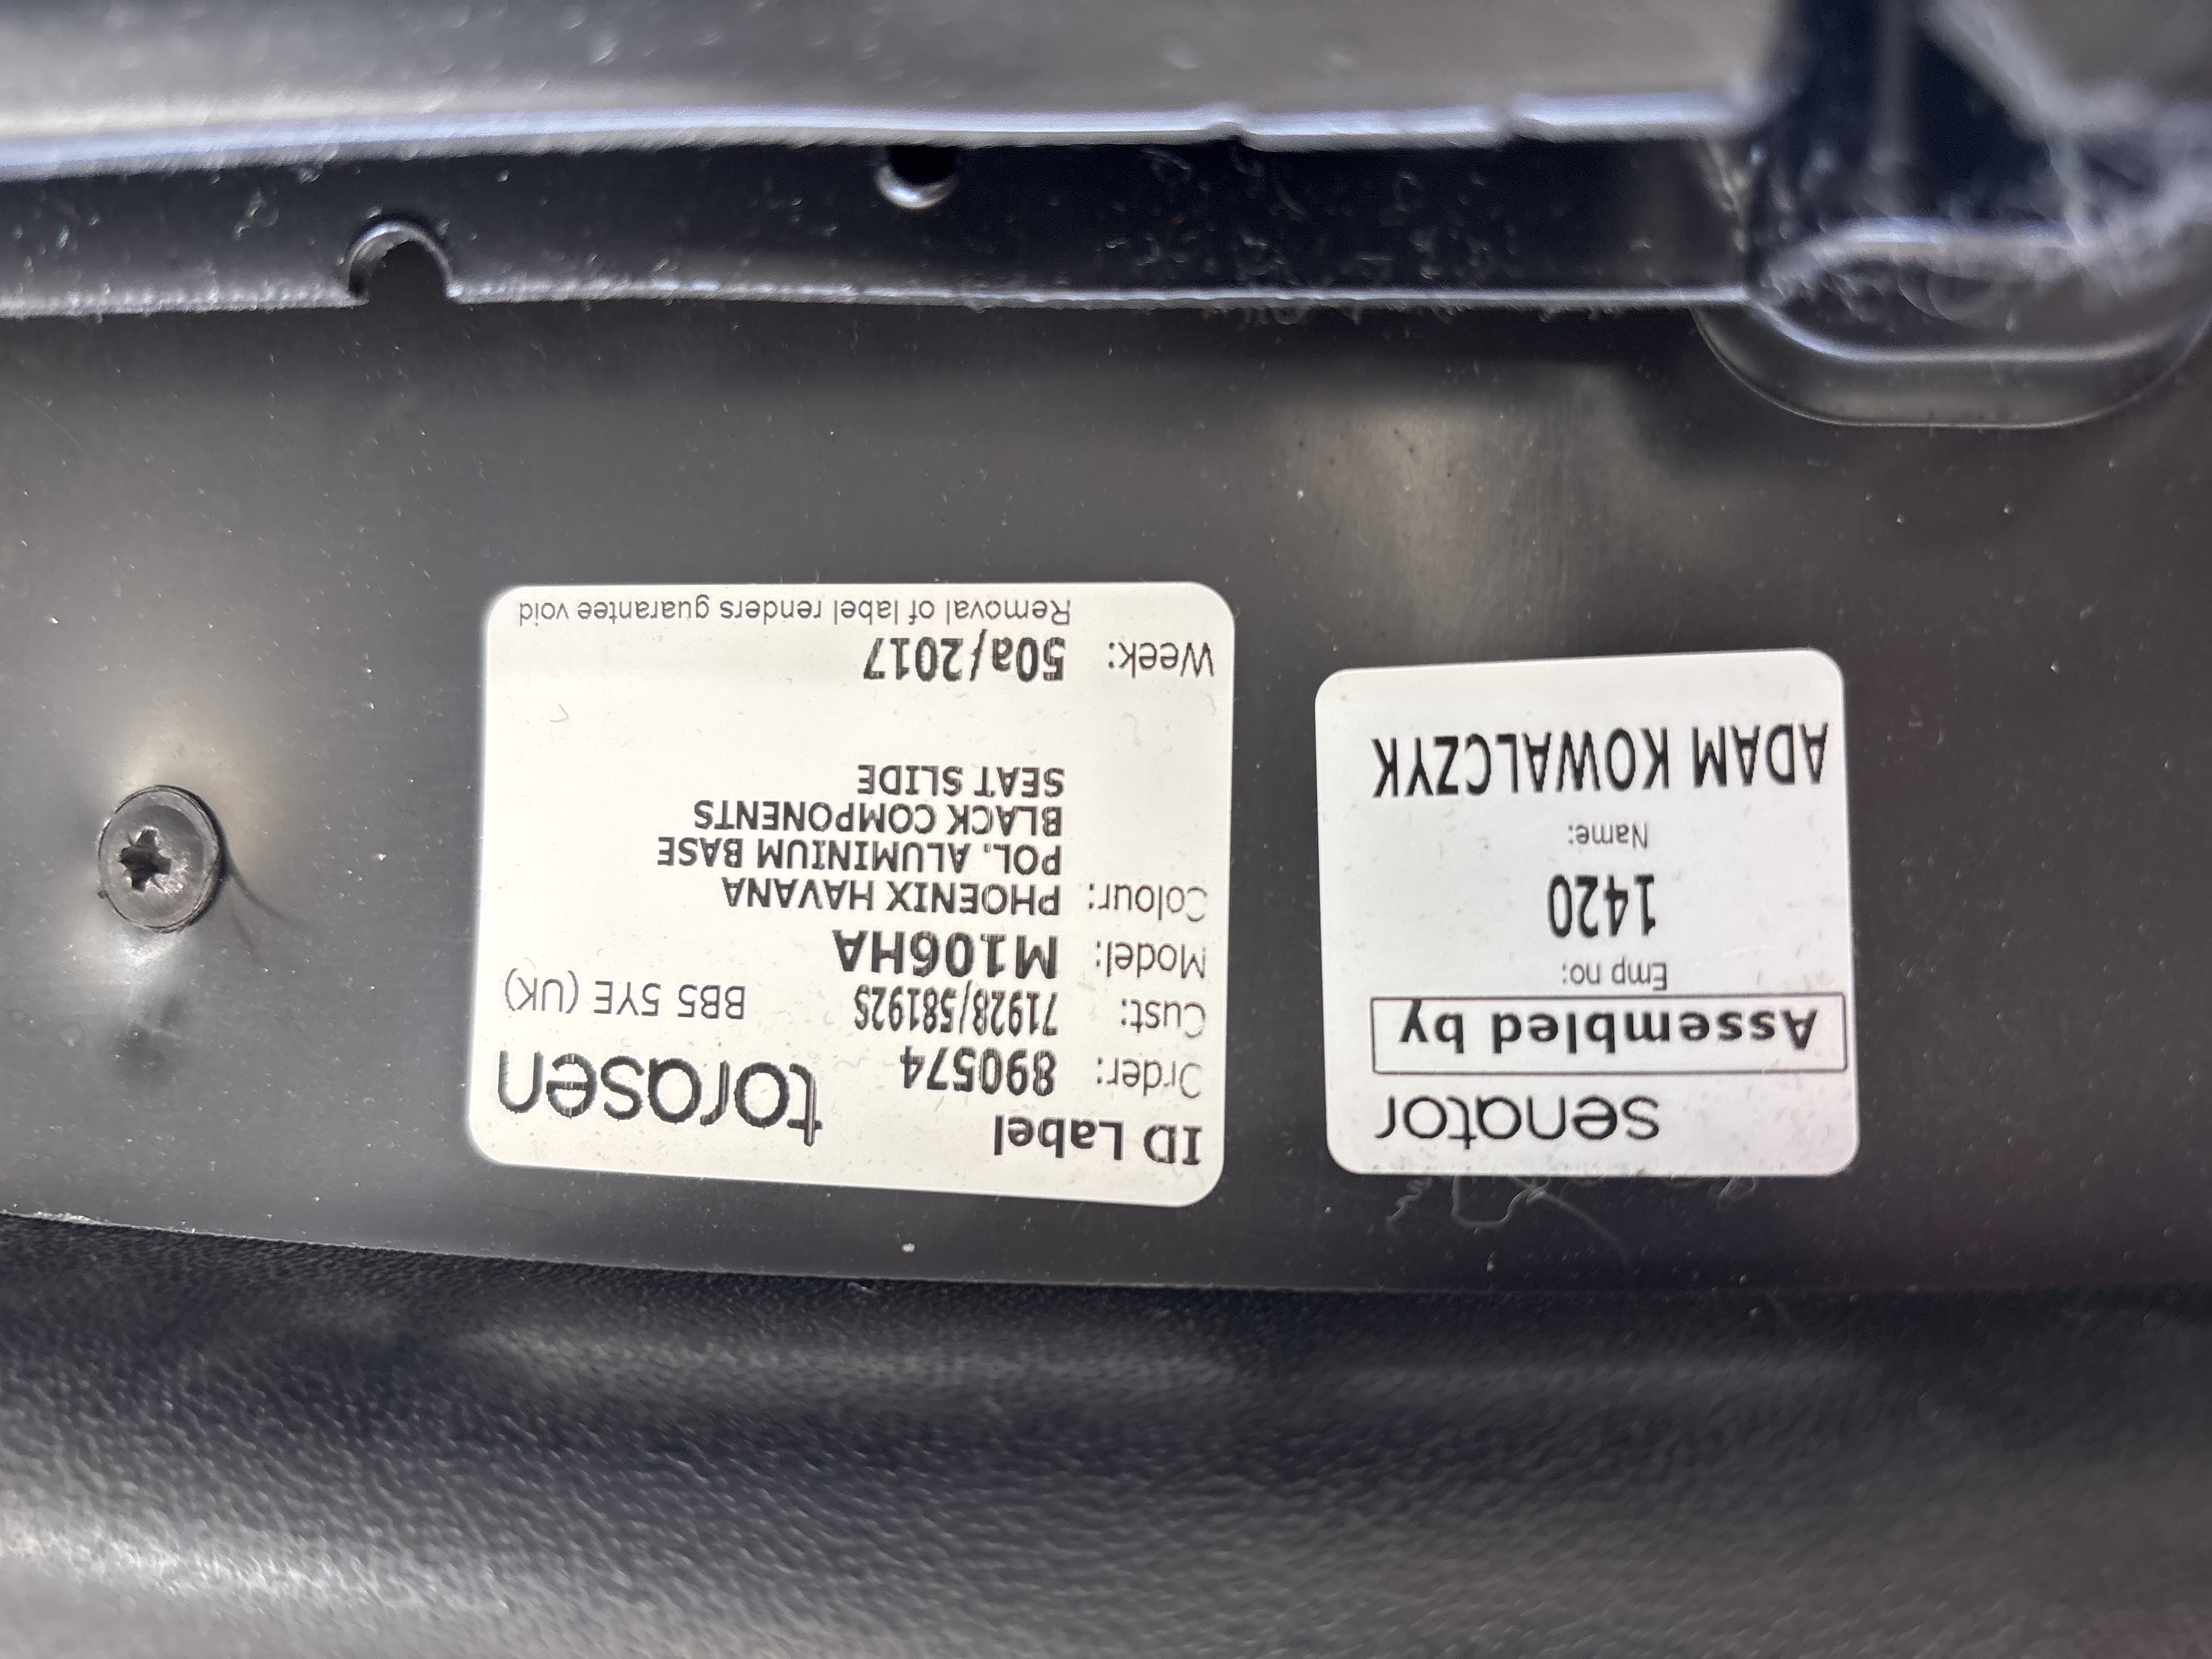 ID Label
torasen
Order: 890574
Cust: 71928/58192S BB5 5YE (UK)
Model: M106HA
Colour: PHOENIX HAVANA
POL. ALUMINIUM BASE
BLACK COMPONENTS
SEAT SLIDE
Week: 50a/2017
Removal of label renders guarantee void
senator
Assembled by
Emp no:
1420
Name:
ADAM KOWALCZYK